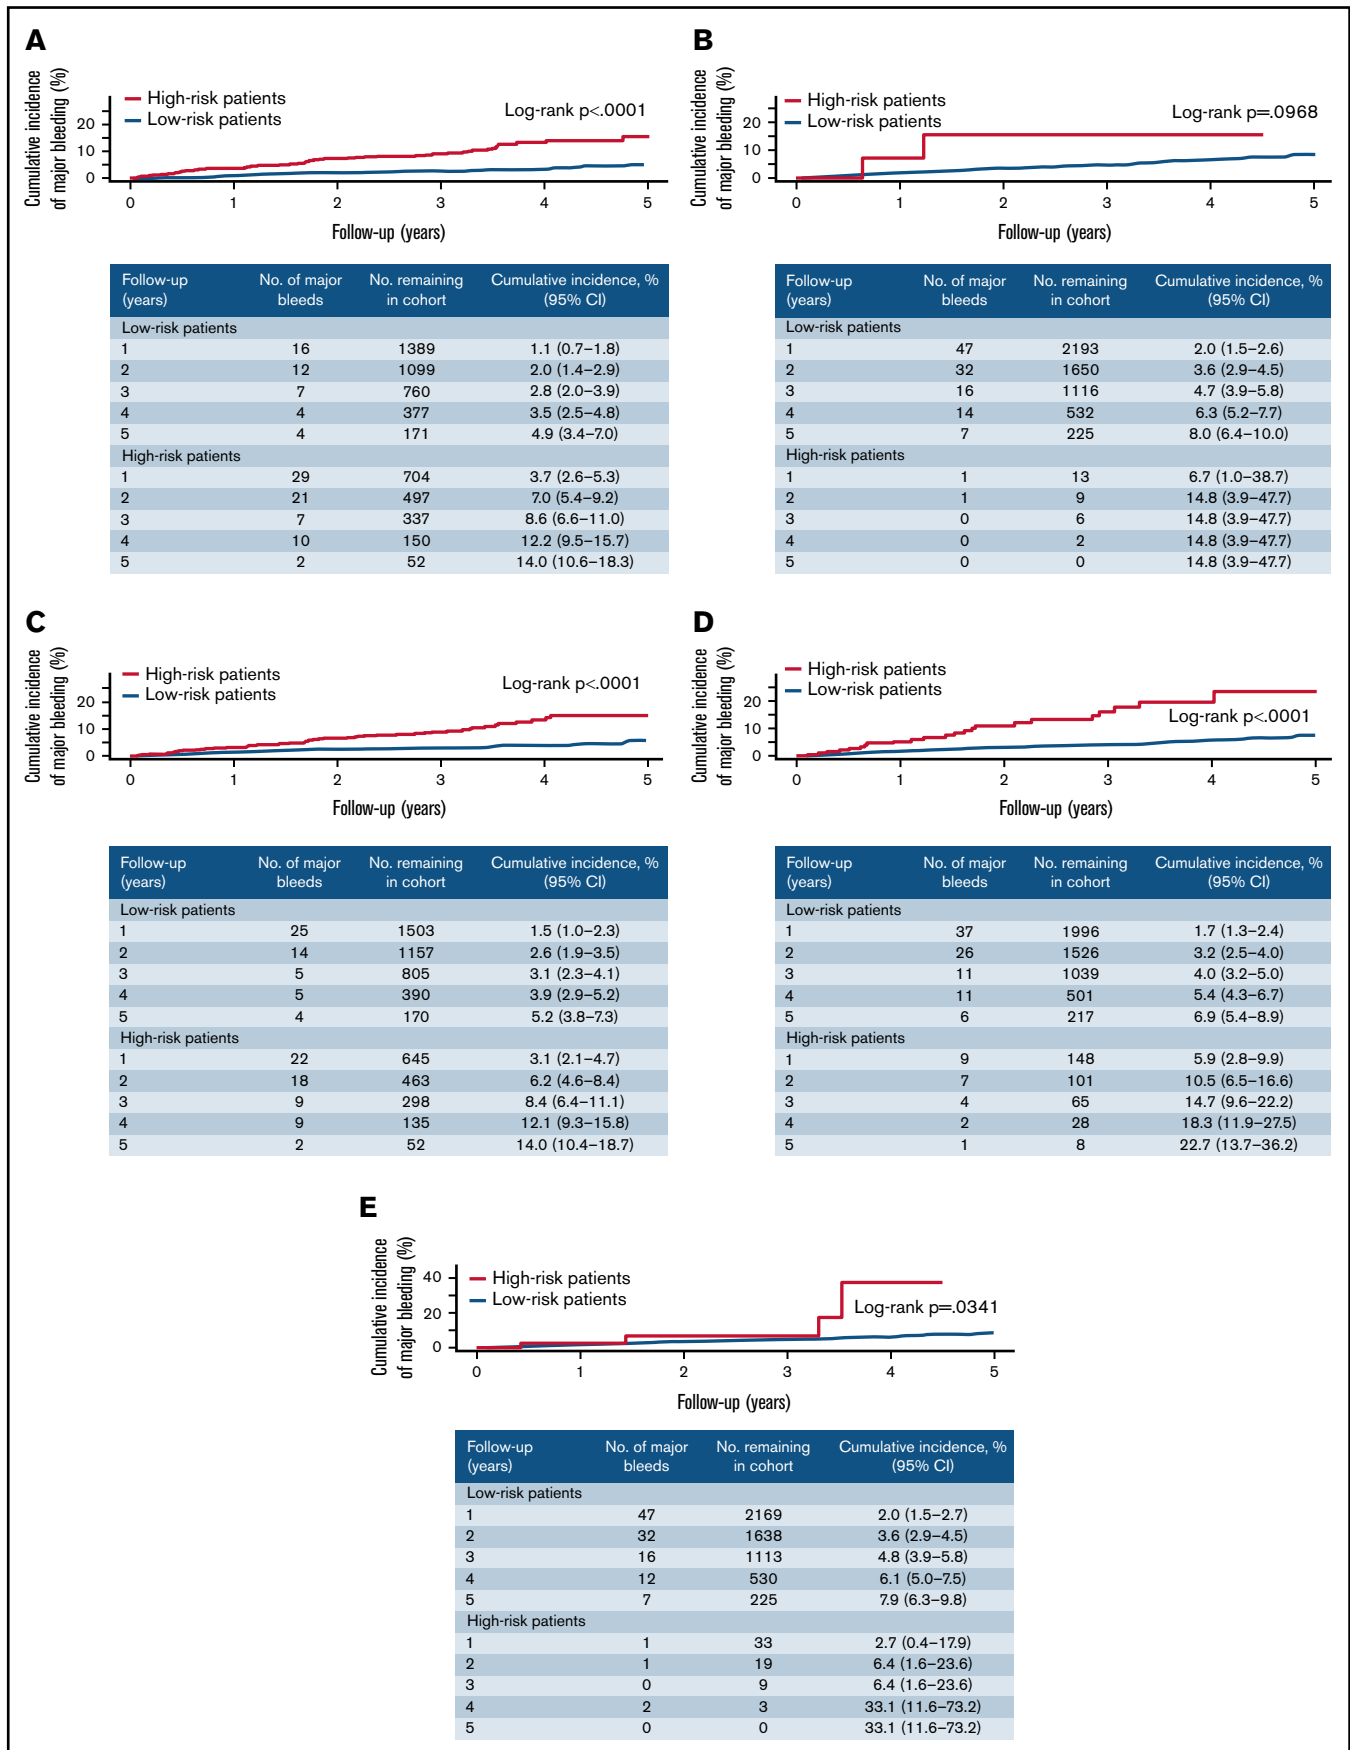 A
Cumulative incidence
of major bleeding (%)
High-risk patients
Low-risk patients
Log-rank p<.0001
20
10
0
0 1 2 3 4 5
Follow-up (years)
Follow-up (years) No. of major bleeds No. remaining in cohort Cumulative incidence, % (95% CI)
Low-risk patients
1 16 1389 1.1 (0.7–1.8)
2 12 1099 2.0 (1.4–2.9)
3 7 760 2.8 (2.0–3.9)
4 4 377 3.5 (2.5–4.8)
5 4 171 4.9 (3.4–7.0)
High-risk patients
1 29 704 3.7 (2.6–5.3)
2 21 497 7.0 (5.4–9.2)
3 7 337 8.6 (6.6–11.0)
4 10 150 12.2 (9.5–15.7)
5 2 52 14.0 (10.6–18.3)
B
Cumulative incidence
of major bleeding (%)
High-risk patients
Low-risk patients
Log-rank p=.0968
20
10
0
0 1 2 3 4 5
Follow-up (years)
Follow-up (years) No. of major bleeds No. remaining in cohort Cumulative incidence, % (95% CI)
Low-risk patients
1 47 2193 2.0 (1.5–2.6)
2 32 1650 3.6 (2.9–4.5)
3 16 1116 4.7 (3.9–5.8)
4 14 532 6.3 (5.2–7.7)
5 7 225 8.0 (6.4–10.0)
High-risk patients
1 1 13 6.7 (1.0–38.7)
2 1 9 14.8 (3.9–47.7)
3 0 6 14.8 (3.9–47.7)
4 0 2 14.8 (3.9–47.7)
5 0 0 14.8 (3.9–47.7)
C
Cumulative incidence
of major bleeding (%)
High-risk patients
Low-risk patients
Log-rank p<.0001
20
10
0
0 1 2 3 4 5
Follow-up (years)
Follow-up (years) No. of major bleeds No. remaining in cohort Cumulative incidence, % (95% CI)
Low-risk patients
1 25 1503 1.5 (1.0–2.3)
2 14 1157 2.6 (1.9–3.5)
3 5 805 3.1 (2.3–4.1)
4 5 390 3.9 (2.9–5.2)
5 4 170 5.2 (3.8–7.3)
High-risk patients
1 22 645 3.1 (2.1–4.7)
2 18 463 6.2 (4.6–8.4)
3 9 298 8.4 (6.4–11.1)
4 9 135 12.1 (9.3–15.8)
5 2 52 14.0 (10.4–18.7)
D
Cumulative incidence
of major bleeding (%)
High-risk patients
Low-risk patients
Log-rank p<.0001
20
10
0
0 1 2 3 4 5
Follow-up (years)
Follow-up (years) No. of major bleeds No. remaining in cohort Cumulative incidence, % (95% CI)
Low-risk patients
1 37 1996 1.7 (1.3–2.4)
2 26 1526 3.2 (2.5–4.0)
3 11 1039 4.0 (3.2–5.0)
4 11 501 5.4 (4.3–6.7)
5 6 217 6.9 (5.4–8.9)
High-risk patients
1 9 148 5.9 (2.8–9.9)
2 7 101 10.5 (6.5–16.6)
3 4 65 14.7 (9.6–22.2)
4 2 28 18.3 (11.9–27.5)
5 1 8 22.7 (13.7–36.2)
E
Cumulative incidence
of major bleeding (%)
High-risk patients
Low-risk patients
Log-rank p=.0341
40
20
0
0 1 2 3 4 5
Follow-up (years)
Follow-up (years) No. of major bleeds No. remaining in cohort Cumulative incidence, % (95% CI)
Low-risk patients
1 47 2169 2.0 (1.5–2.7)
2 32 1638 3.6 (2.9–4.5)
3 16 1113 4.8 (3.9–5.8)
4 12 530 6.1 (5.0–7.5)
5 7 225 7.9 (6.3–9.8)
High-risk patients
1 1 33 2.7 (0.4–17.9)
2 1 19 6.4 (1.6–23.6)
3 0 9 6.4 (1.6–23.6)
4 2 3 33.1 (11.6–73.2)
5 0 0 33.1 (11.6–73.2)